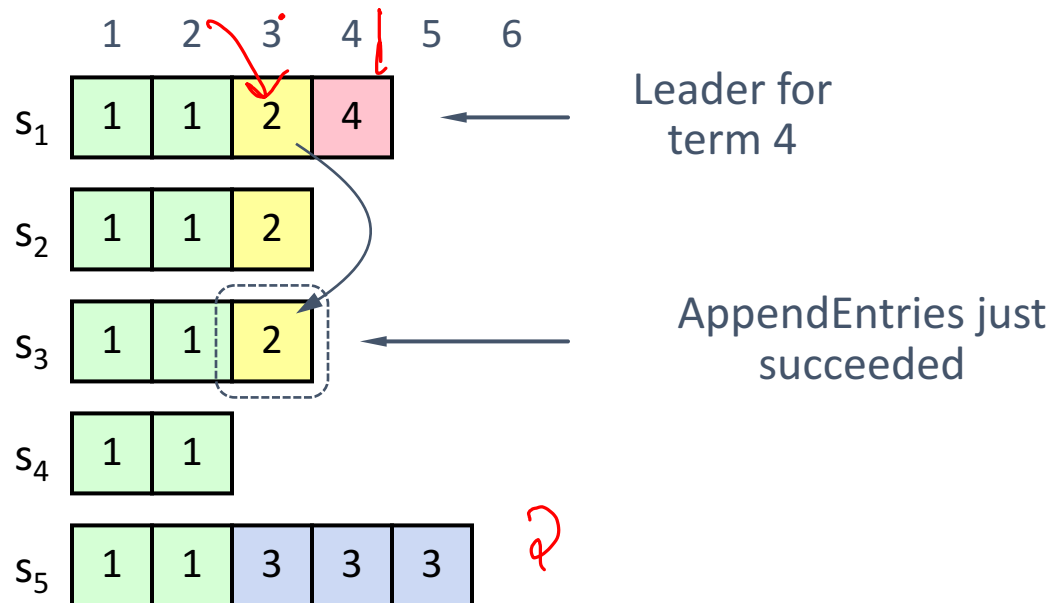 1 2 3 4 5 6
s1 1 1 2 4
Leader for
term 4
s2 1 1 2
s3 1 1 2
AppendEntries just
succeeded
s4 1 1
s5 1 1 3 3 3